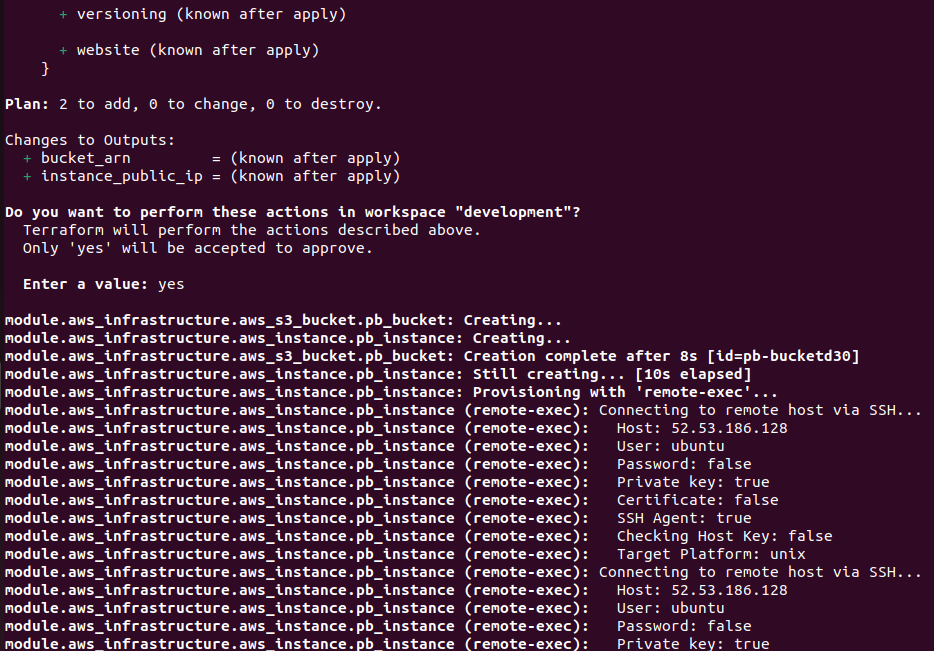 + versioning (known after apply)
+ website (known after apply)
}
Plan: 2 to add, 0 to change, 0 to destroy.
Changes to Outputs:
+ bucket_arn         = (known after apply)
+ instance_public_ip = (known after apply)
Do you want to perform these actions in workspace "development"?
Terraform will perform the actions described above.
Only 'yes' will be accepted to approve.
Enter a value: yes
module.aws_infrastructure.aws_s3_bucket.pb_bucket: Creating...
module.aws_infrastructure.aws_instance.pb_instance: Creating...
module.aws_infrastructure.aws_s3_bucket.pb_bucket: Creation complete after 8s [id=pb-bucketd30]
module.aws_infrastructure.aws_instance.pb_instance: Still creating... [10s elapsed]
module.aws_infrastructure.aws_instance.pb_instance: Provisioning with 'remote-exec'...
module.aws_infrastructure.aws_instance.pb_instance (remote-exec): Connecting to remote host via SSH...
module.aws_infrastructure.aws_instance.pb_instance (remote-exec):   Host: 52.53.186.128
module.aws_infrastructure.aws_instance.pb_instance (remote-exec):   User: ubuntu
module.aws_infrastructure.aws_instance.pb_instance (remote-exec):   Password: false
module.aws_infrastructure.aws_instance.pb_instance (remote-exec):   Private key: true
module.aws_infrastructure.aws_instance.pb_instance (remote-exec):   Certificate: false
module.aws_infrastructure.aws_instance.pb_instance (remote-exec):   SSH Agent: true
module.aws_infrastructure.aws_instance.pb_instance (remote-exec):   Checking Host Key: false
module.aws_infrastructure.aws_instance.pb_instance (remote-exec):   Target Platform: unix
module.aws_infrastructure.aws_instance.pb_instance (remote-exec): Connecting to remote host via SSH...
module.aws_infrastructure.aws_instance.pb_instance (remote-exec):   Host: 52.53.186.128
module.aws_infrastructure.aws_instance.pb_instance (remote-exec):   User: ubuntu
module.aws_infrastructure.aws_instance.pb_instance (remote-exec):   Password: false
module.aws_infrastructure.aws_instance.pb_instance (remote-exec):   Private key: true